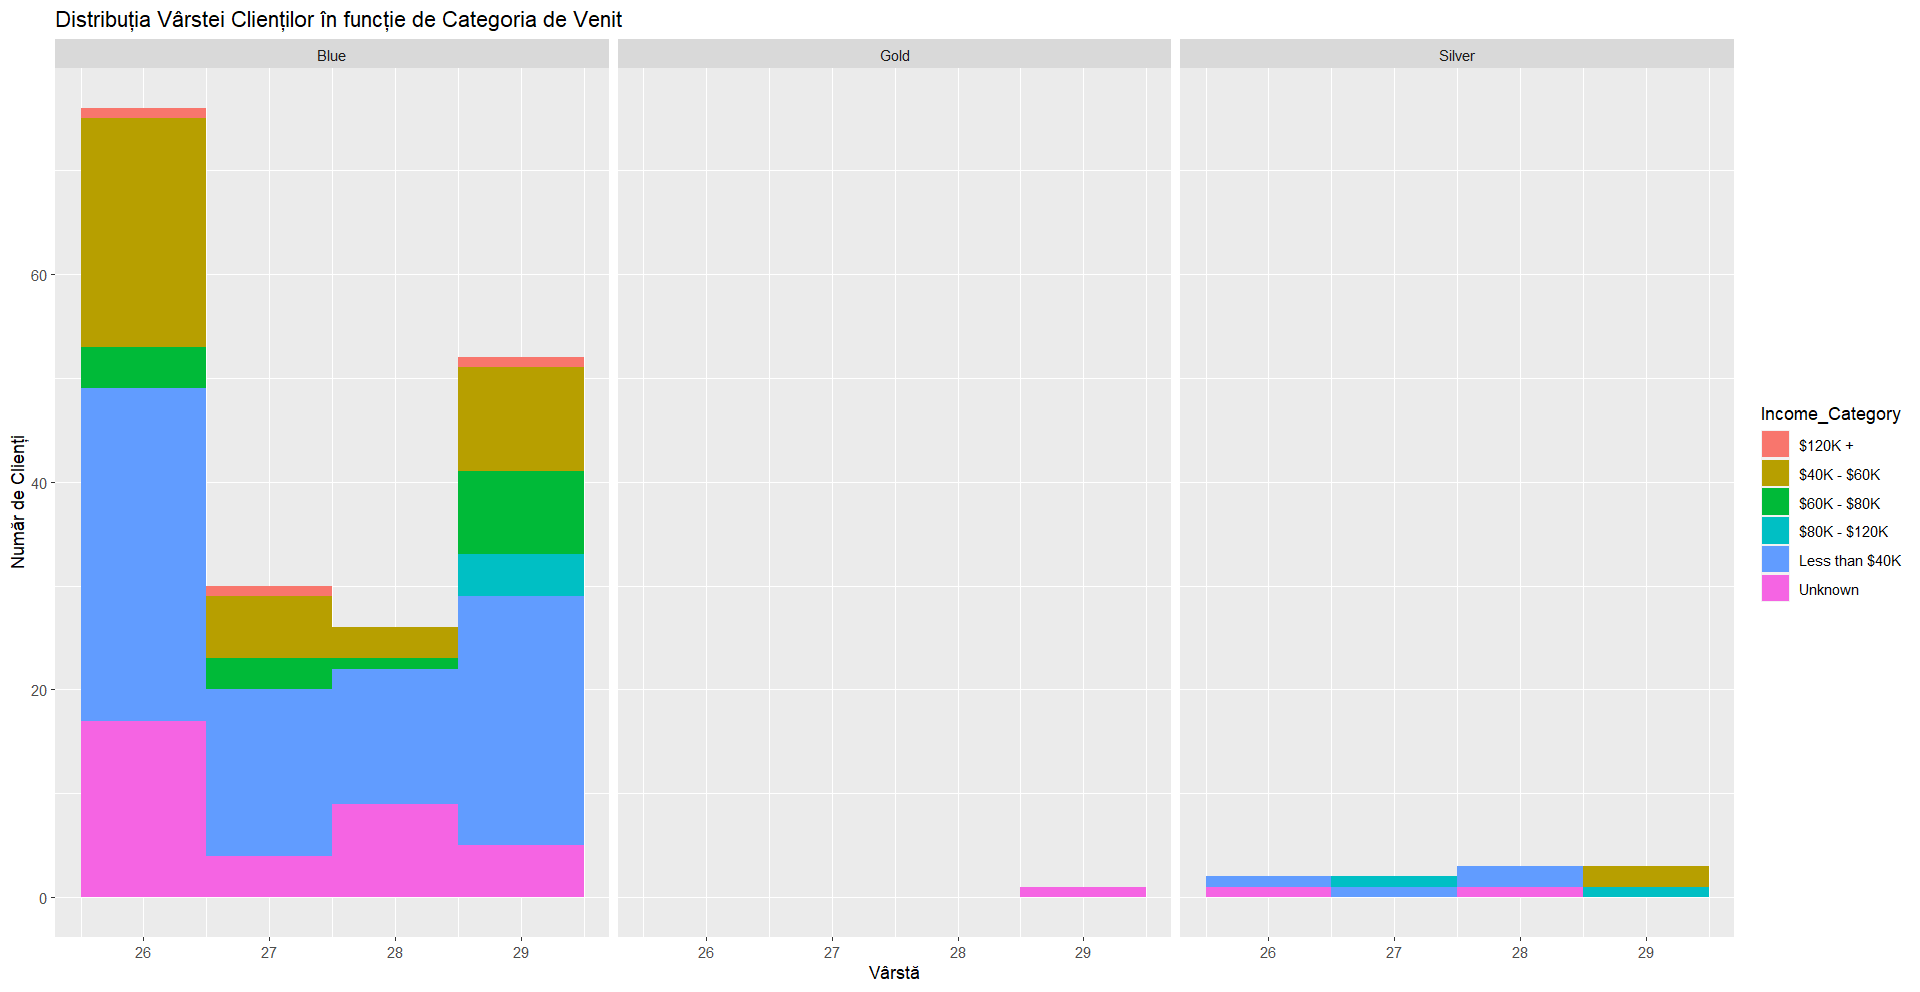 Distribuția Vârstei Clienților în funcție de Categoria de Venit
Blue
Gold
Silver
Număr de Clienți
60
40
20
0
26 27 28 29
26 27 28 29
26 27 28 29
Vârstă
Income_Category
$120K +
$40K - $60K
$60K - $80K
$80K - $120K
Less than $40K
Unknown